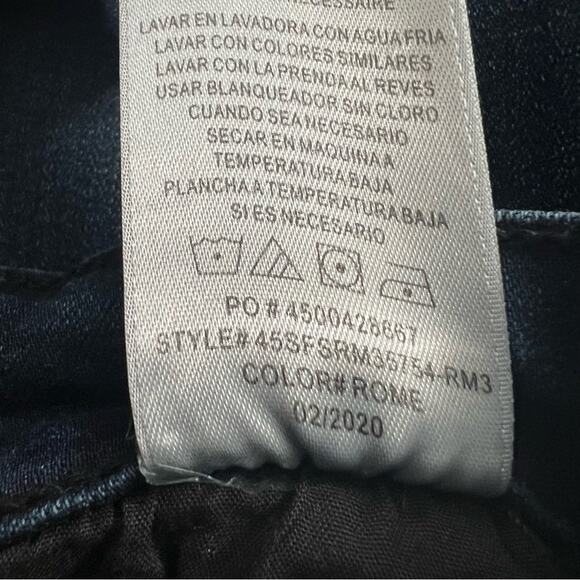 NECESSAIRE
LAVAR EN LAVADORA CON AGUA FRIA
LAVAR CON COLORES SIMILARES
LAVAR CON LA PRENDA AL REVES
USAR BLANQUEADOR SIN CLORO
CUANDO SEA NECESARIO
SECAR EN MAQUINA A
TEMPERATURA BAJA
PLANCHA A TEMPERATURA BAJA
SI ES NECESARIO
PO # 4500428667
STYLE# 45SFSRM35754-RM3
COLOR# ROME
02/2020